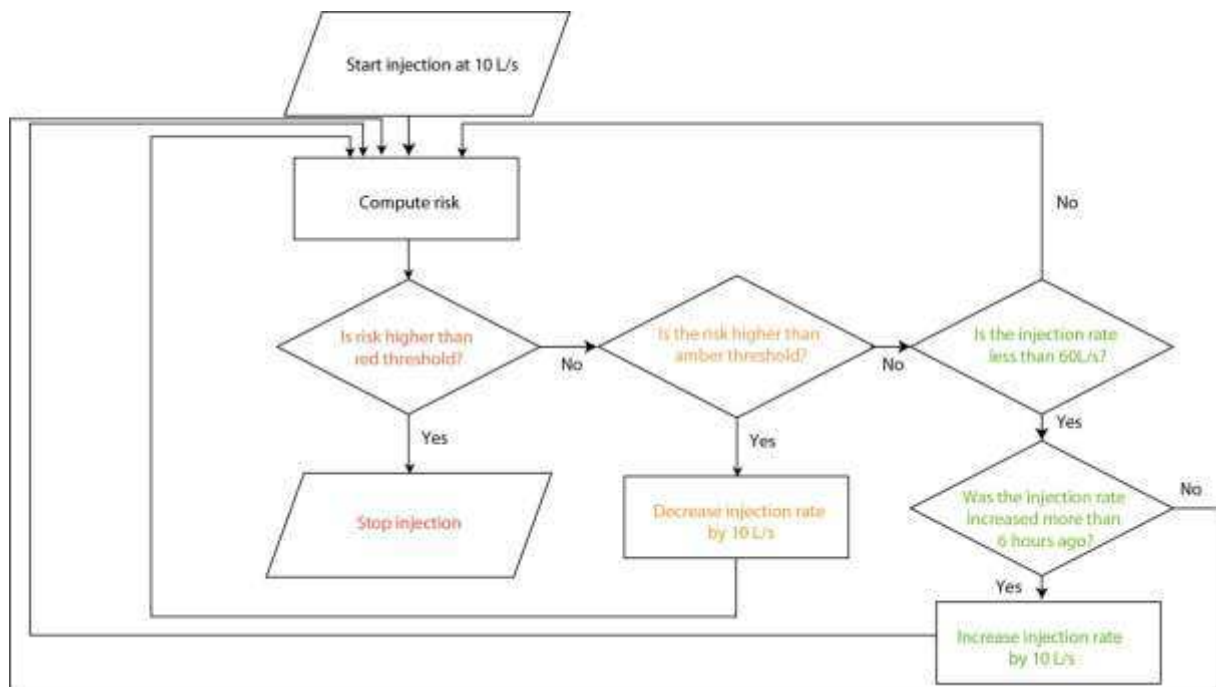 Start injection at 10 L/s
Compute risk
No
Is risk higher than
red threshold?
No
Is the risk higher than
amber threshold?
No
Is the injection rate
less than 60L/s?
Yes
Yes
Yes
Stop injection
Decrease injection rate
by 10 L/s
Was the injection rate
increased more than
6 hours ago?
No
Yes
Increase injection rate
by 10 L/s